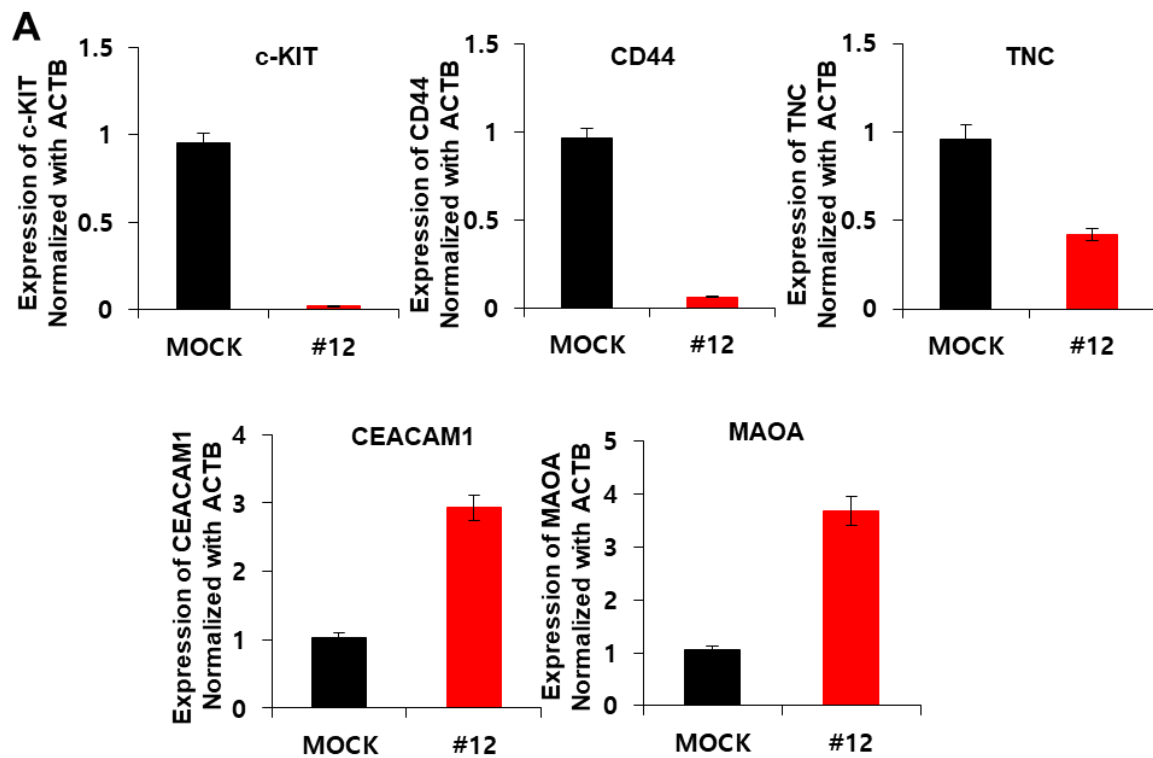 A
c-KIT
Expression of c-KIT
Normalized with ACTB
1.5
1
0.5
0
MOCK
#12
CD44
Expression of CD44
Normalized with ACTB
1.5
1
0.5
0
MOCK
#12
TNC
Expression of TNC
Normalized with ACTB
1.5
1
0.5
0
MOCK
#12
CEACAM1
Expression of CEACAM1
Normalized with ACTB
4
3
2
1
0
MOCK
#12
MAOA
Expression of MAOA
Normalized with ACTB
5
4
3
2
1
0
MOCK
#12